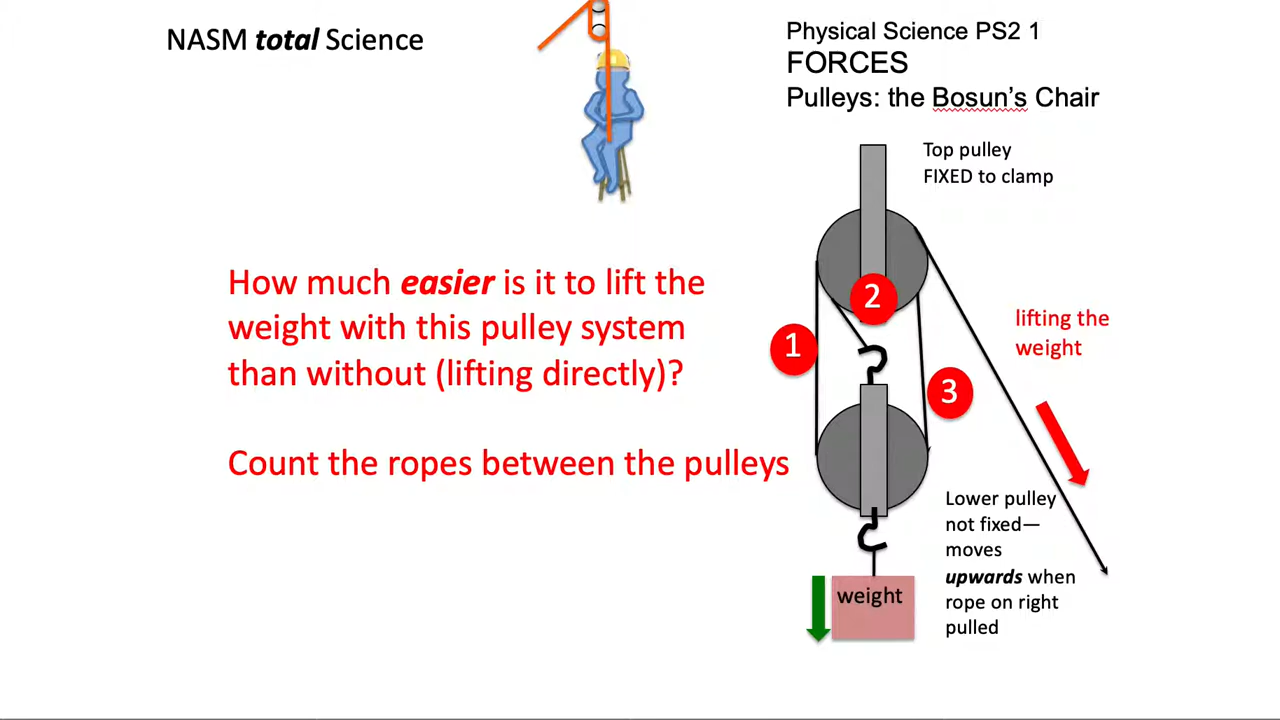 NASM total Science
Physical Science PS2 1
FORCES
Pulleys: the Bosun's Chair
Top pulley
FIXED to clamp
How much easier is it to lift the
weight with this pulley system
than without (lifting directly)?
Count the ropes between the pulleys
1
2
3
lifting the
weight
Lower pulley
not fixed—
moves
upwards when
rope on right
pulled
weight